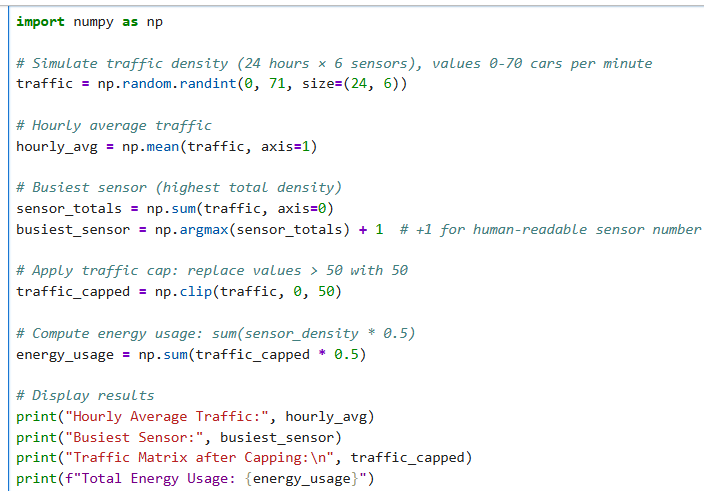 import numpy as np
# Simulate traffic density (24 hours × 6 sensors), values 0-70 cars per minute
traffic = np.random.randint(0, 71, size=(24, 6))
# Hourly average traffic
hourly_avg = np.mean(traffic, axis=1)
# Busiest sensor (highest total density)
sensor_totals = np.sum(traffic, axis=0)
busiest_sensor = np.argmax(sensor_totals) + 1  # +1 for human-readable sensor number
# Apply traffic cap: replace values > 50 with 50
traffic_capped = np.clip(traffic, 0, 50)
# Compute energy usage: sum(sensor_density * 0.5)
energy_usage = np.sum(traffic_capped * 0.5)
# Display results
print("Hourly Average Traffic:", hourly_avg)
print("Busiest Sensor:", busiest_sensor)
print("Traffic Matrix after Capping:\n", traffic_capped)
print(f"Total Energy Usage: {energy_usage}")